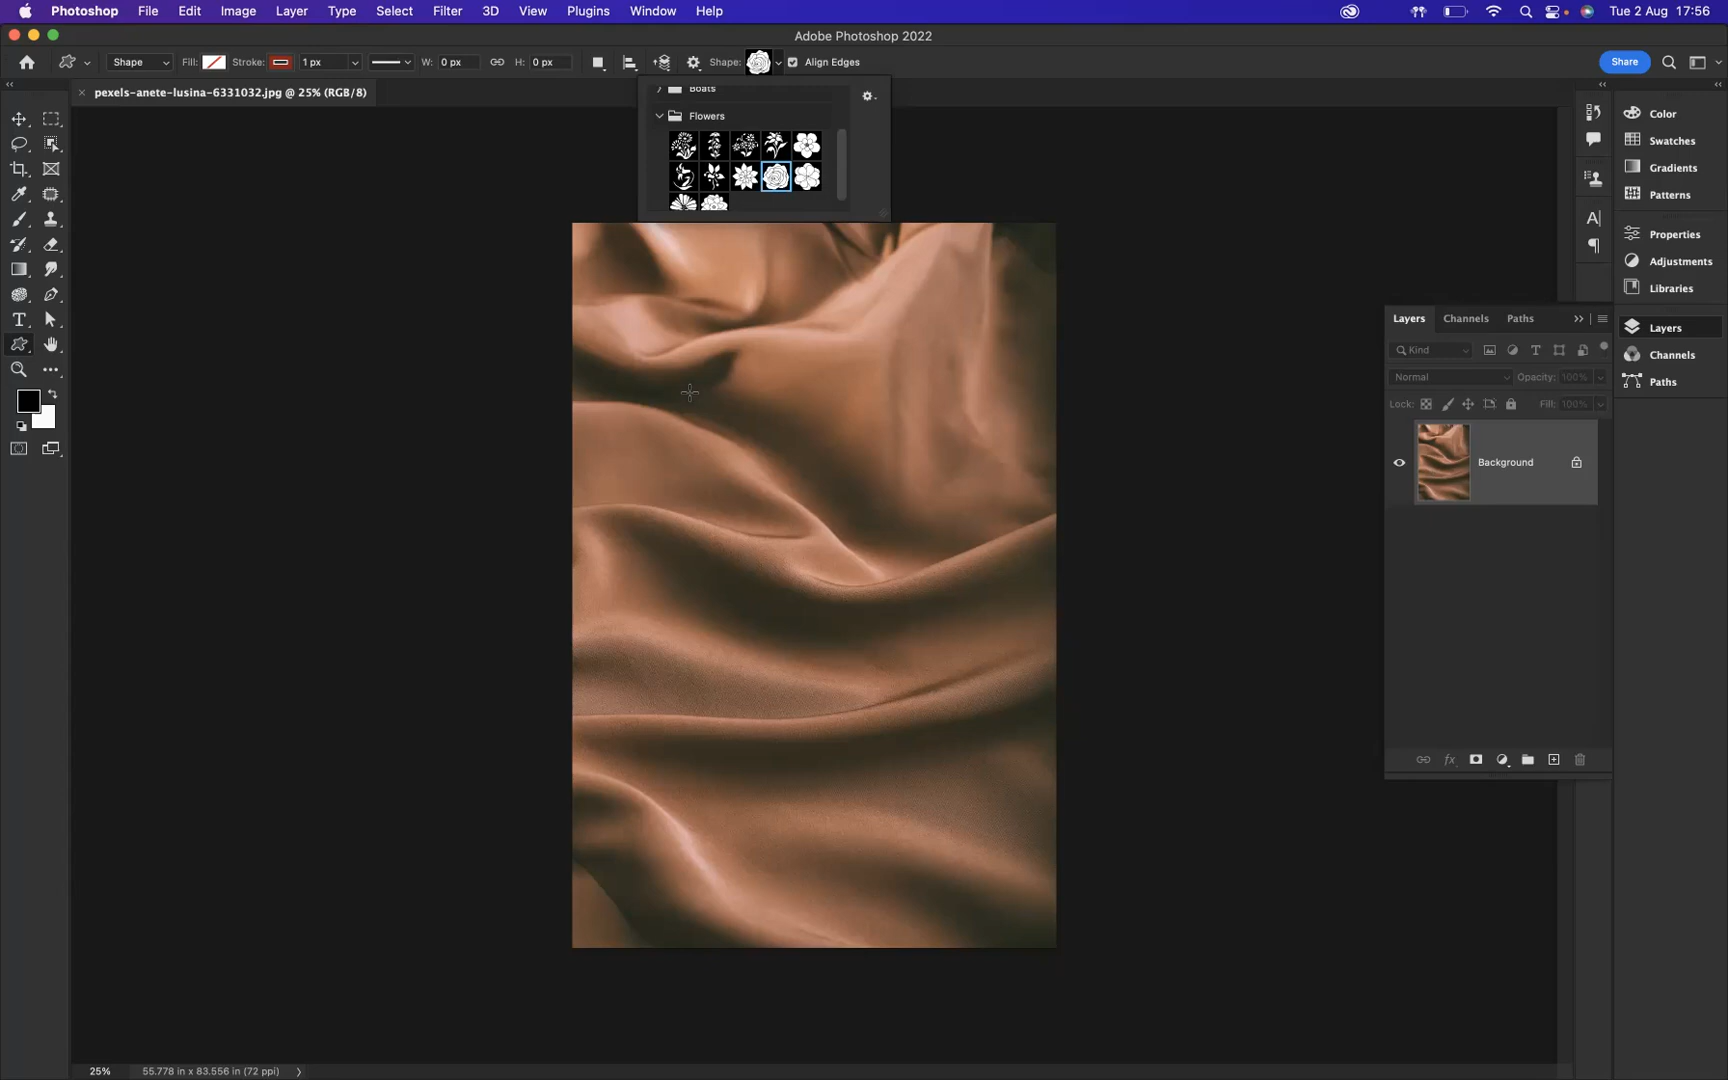 Photoshop File Edit Image Layer Type Select Filter 3D View Plugins Window Help Tue 2 Aug 17:56
Adobe Photoshop 2022
Shape Fill: Stroke: 1 px W: 0 px H: 0 px Shape: Align Edges Share
pexels-anete-lusina-6331032.jpg @ 25% (RGB/8)
Boats
Flowers
Color
Swatches
Gradients
Patterns
Properties
Adjustments
Libraries
Layers
Channels
Paths
Layers Channels Paths
Kind
Normal Opacity: 100%
Lock: Fill: 100%
Background
25% 55.778 in x 83.556 in (72 ppi)